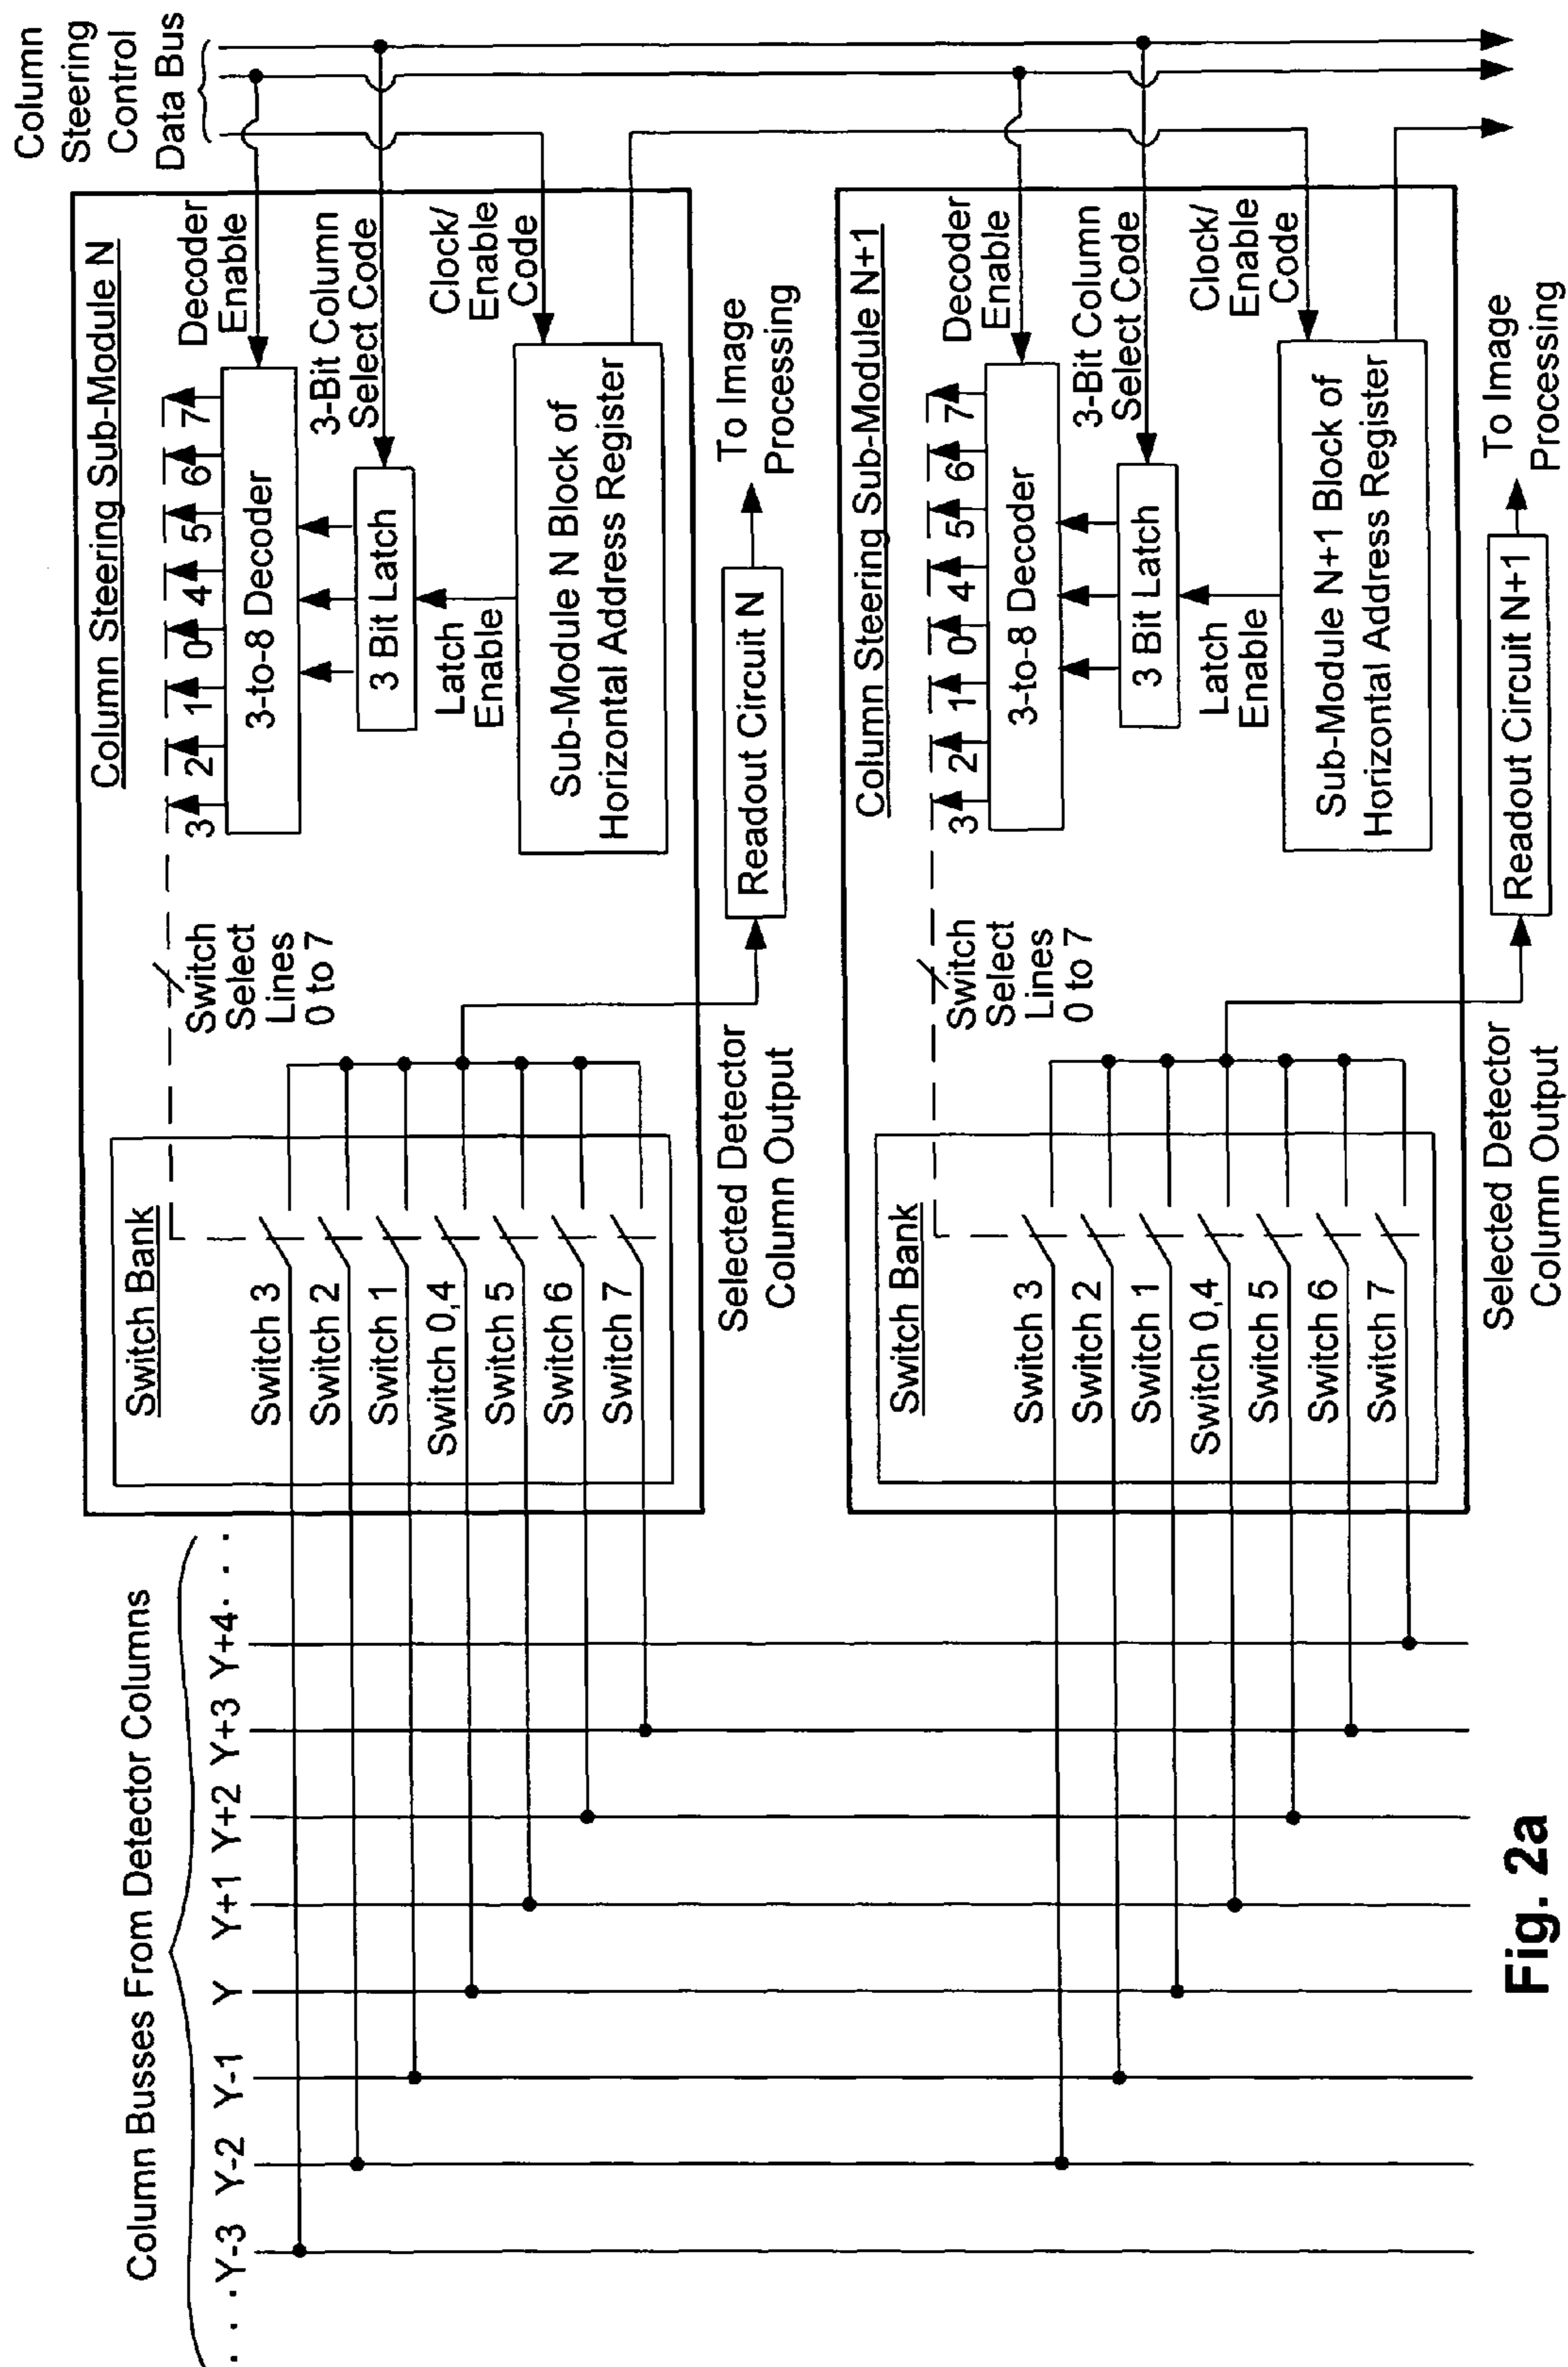 Column Busses From Detector Columns
. . . Y-3 Y-2 Y-1 Y Y+1 Y+2 Y+3 Y+4 . . .
Column Steering Sub-Module N
Switch Bank
Switch 3
Switch 2
Switch 1
Switch 0,4
Switch 5
Switch 6
Switch 7
Switch
Select
Lines
0 to 7
3 2 1 0 4 5 6 7
3-to-8 Decoder
3 Bit Latch
Latch
Enable
Sub-Module N Block of
Horizontal Address Register
Decoder
Enable
3-Bit Column
Select Code
Clock/
Enable
Code
Column
Steering
Control
Data Bus
Selected Detector
Column Output
Readout Circuit N
To Image
Processing
Column Steering Sub-Module N+1
Switch Bank
Switch 3
Switch 2
Switch 1
Switch 0,4
Switch 5
Switch 6
Switch 7
Switch
Select
Lines
0 to 7
3 2 1 0 4 5 6 7
3-to-8 Decoder
3 Bit Latch
Latch
Enable
Sub-Module N+1 Block of
Horizontal Address Register
Decoder
Enable
3-Bit Column
Select Code
Clock/
Enable
Code
Selected Detector
Column Output
Readout Circuit N+1
To Image
Processing
Fig. 2a